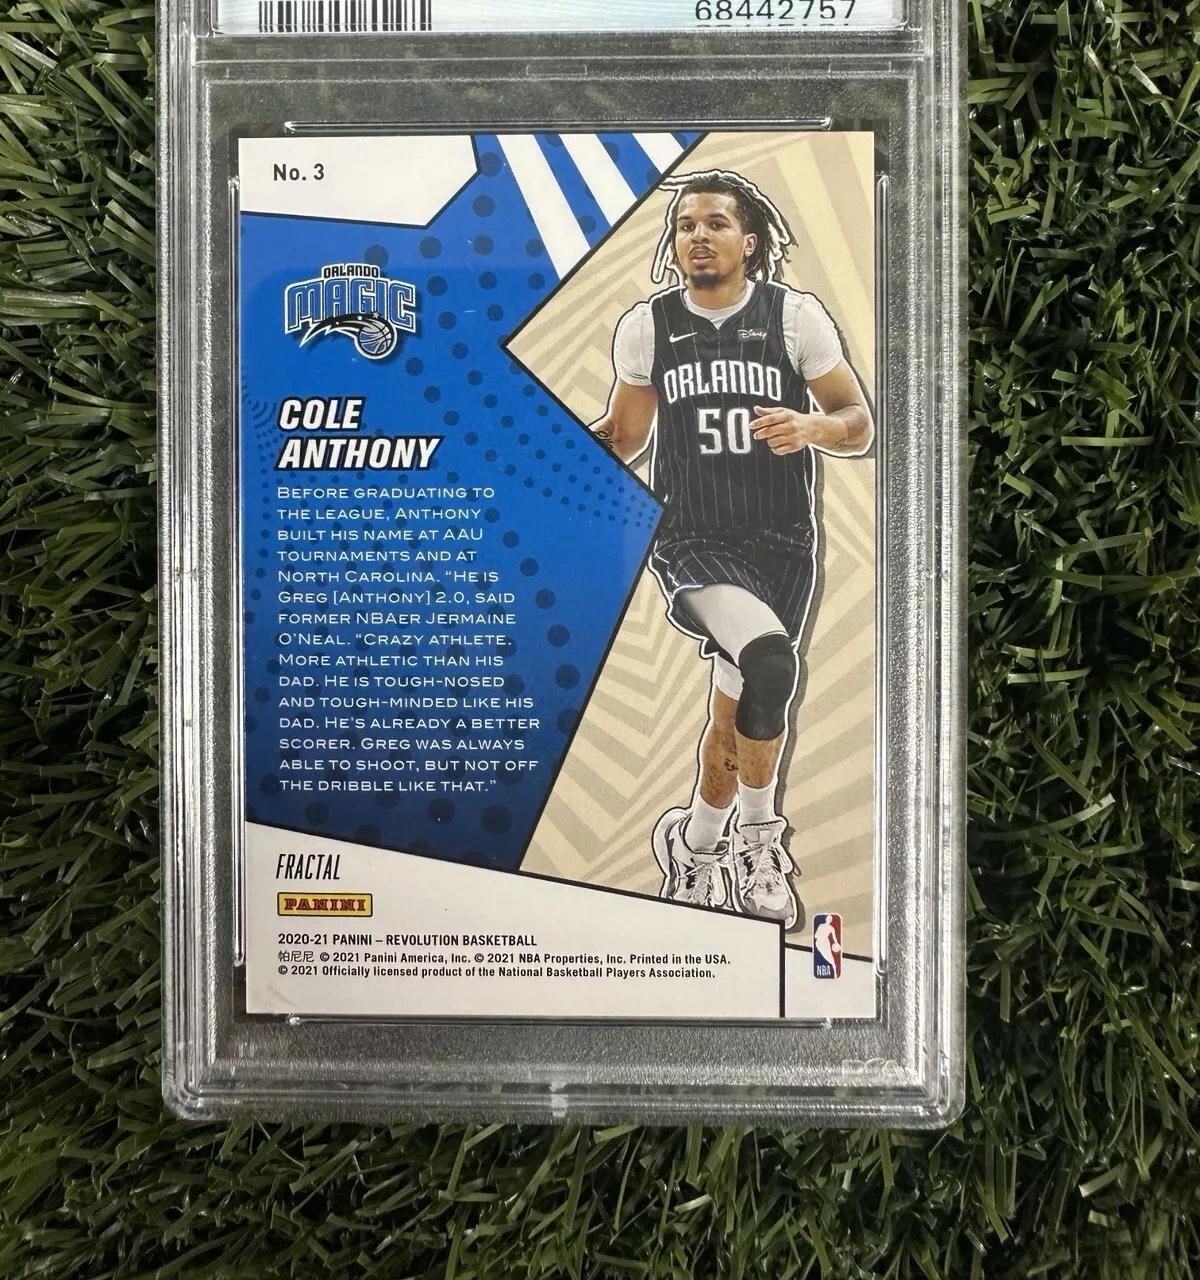 68442757
No. 3
ORLANDO
MAGIC
COLE
ANTHONY
BEFORE GRADUATING TO
THE LEAGUE, ANTHONY
BUILT HIS NAME AT AAU
TOURNAMENTS AND AT
NORTH CAROLINA. “HE IS
GREG [ANTHONY] 2.0, SAID
FORMER NBAER JERMAINE
O’NEAL. “CRAZY ATHLETE.
MORE ATHLETIC THAN HIS
DAD. HE IS TOUGH-NOSED
AND TOUGH-MINDED LIKE HIS
DAD. HE’S ALREADY A BETTER
SCORER. GREG WAS ALWAYS
ABLE TO SHOOT, BUT NOT OFF
THE DRIBBLE LIKE THAT.”
Disney
ORLANDO
50
FRACTAL
PANINI
2020-21 PANINI – REVOLUTION BASKETBALL
帕尼尼 © 2021 Panini America, Inc. © 2021 NBA Properties, Inc. Printed in the USA.
© 2021 Officially licensed product of the National Basketball Players Association.
NBA